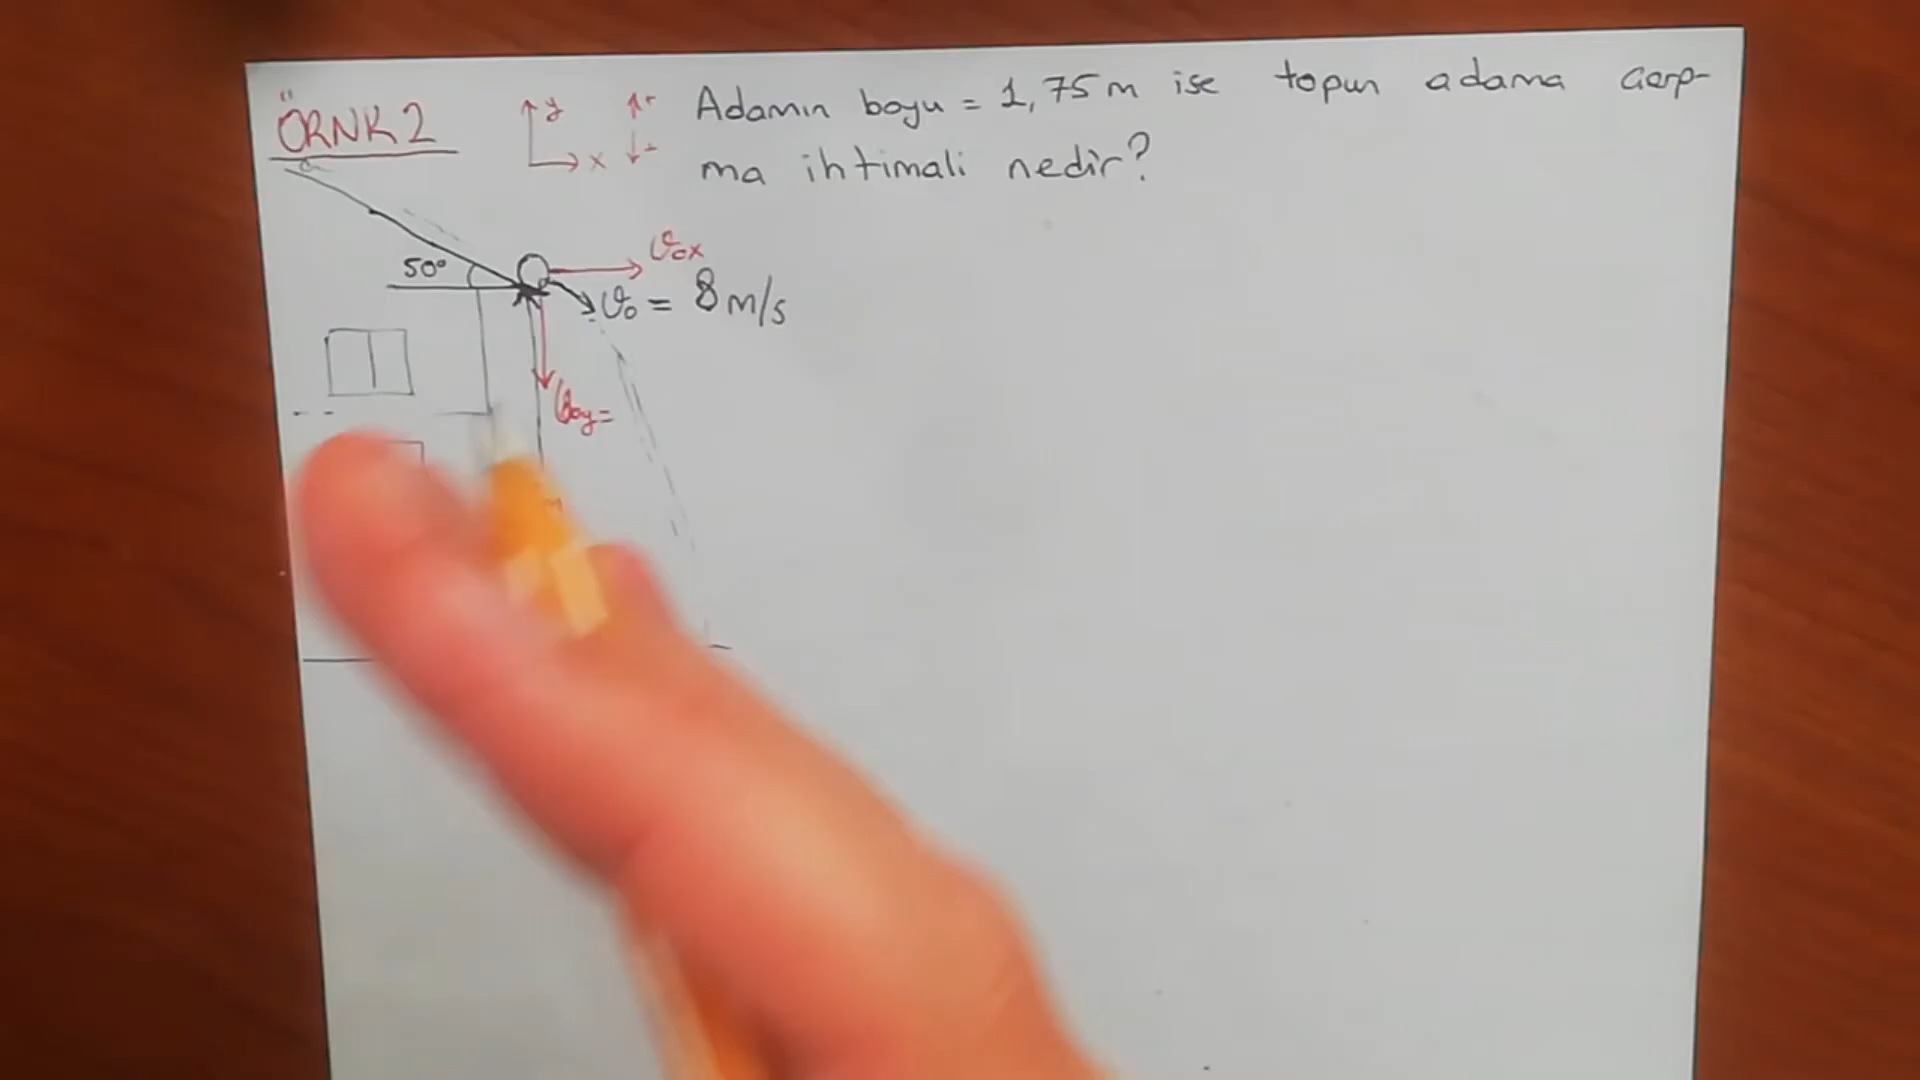 ÖRNK 2
y
x
Adamın boyu = 1,75 m ise topun adama çarp-
ma ihtimali nedir?
50°
V0x
V0 = 8 m/s
V0y =